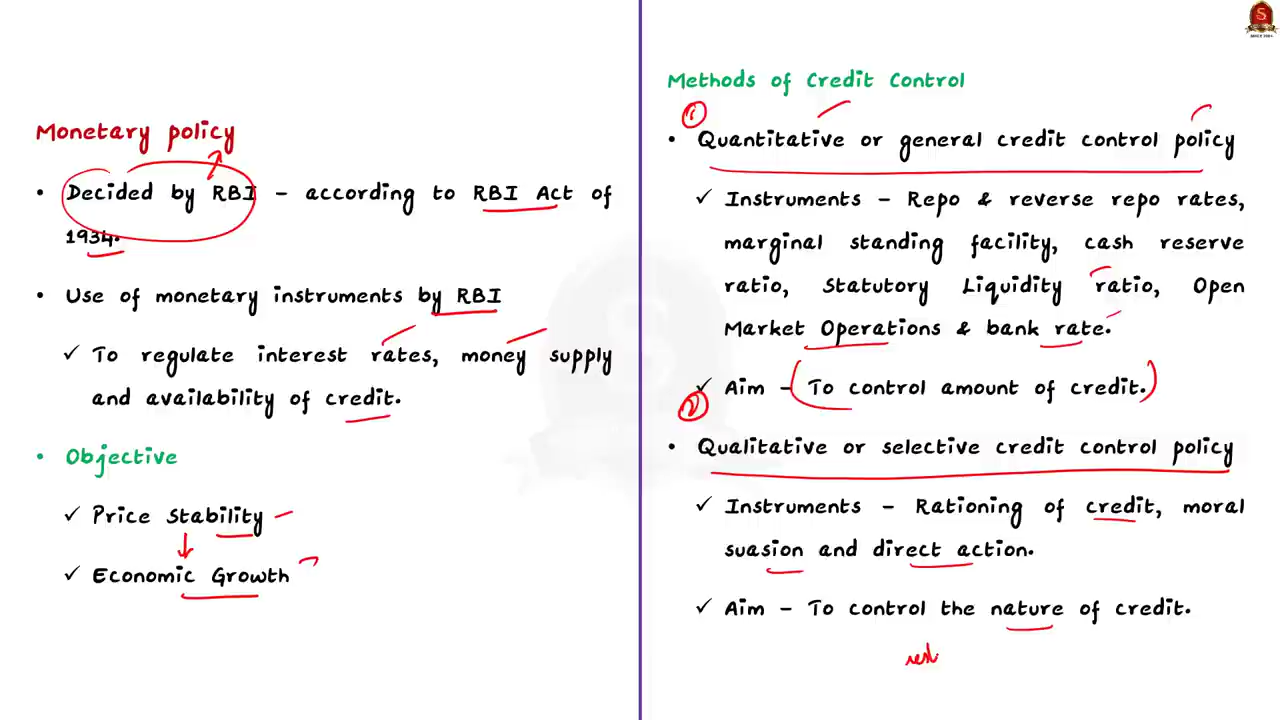 Monetary policy
• Decided by RBI - according to RBI Act of
1934.
• Use of monetary instruments by RBI
✓ To regulate interest rates, money supply
and availability of credit.
• Objective
✓ Price Stability
✓ Economic Growth
Methods of Credit Control
• Quantitative or general credit control policy
✓ Instruments - Repo & reverse repo rates,
marginal standing facility, cash reserve
ratio, Statutory Liquidity ratio, Open
Market Operations & bank rate.
✓ Aim - To control amount of credit.
• Qualitative or selective credit control policy
✓ Instruments - Rationing of credit, moral
suasion and direct action.
✓ Aim - To control the nature of credit.